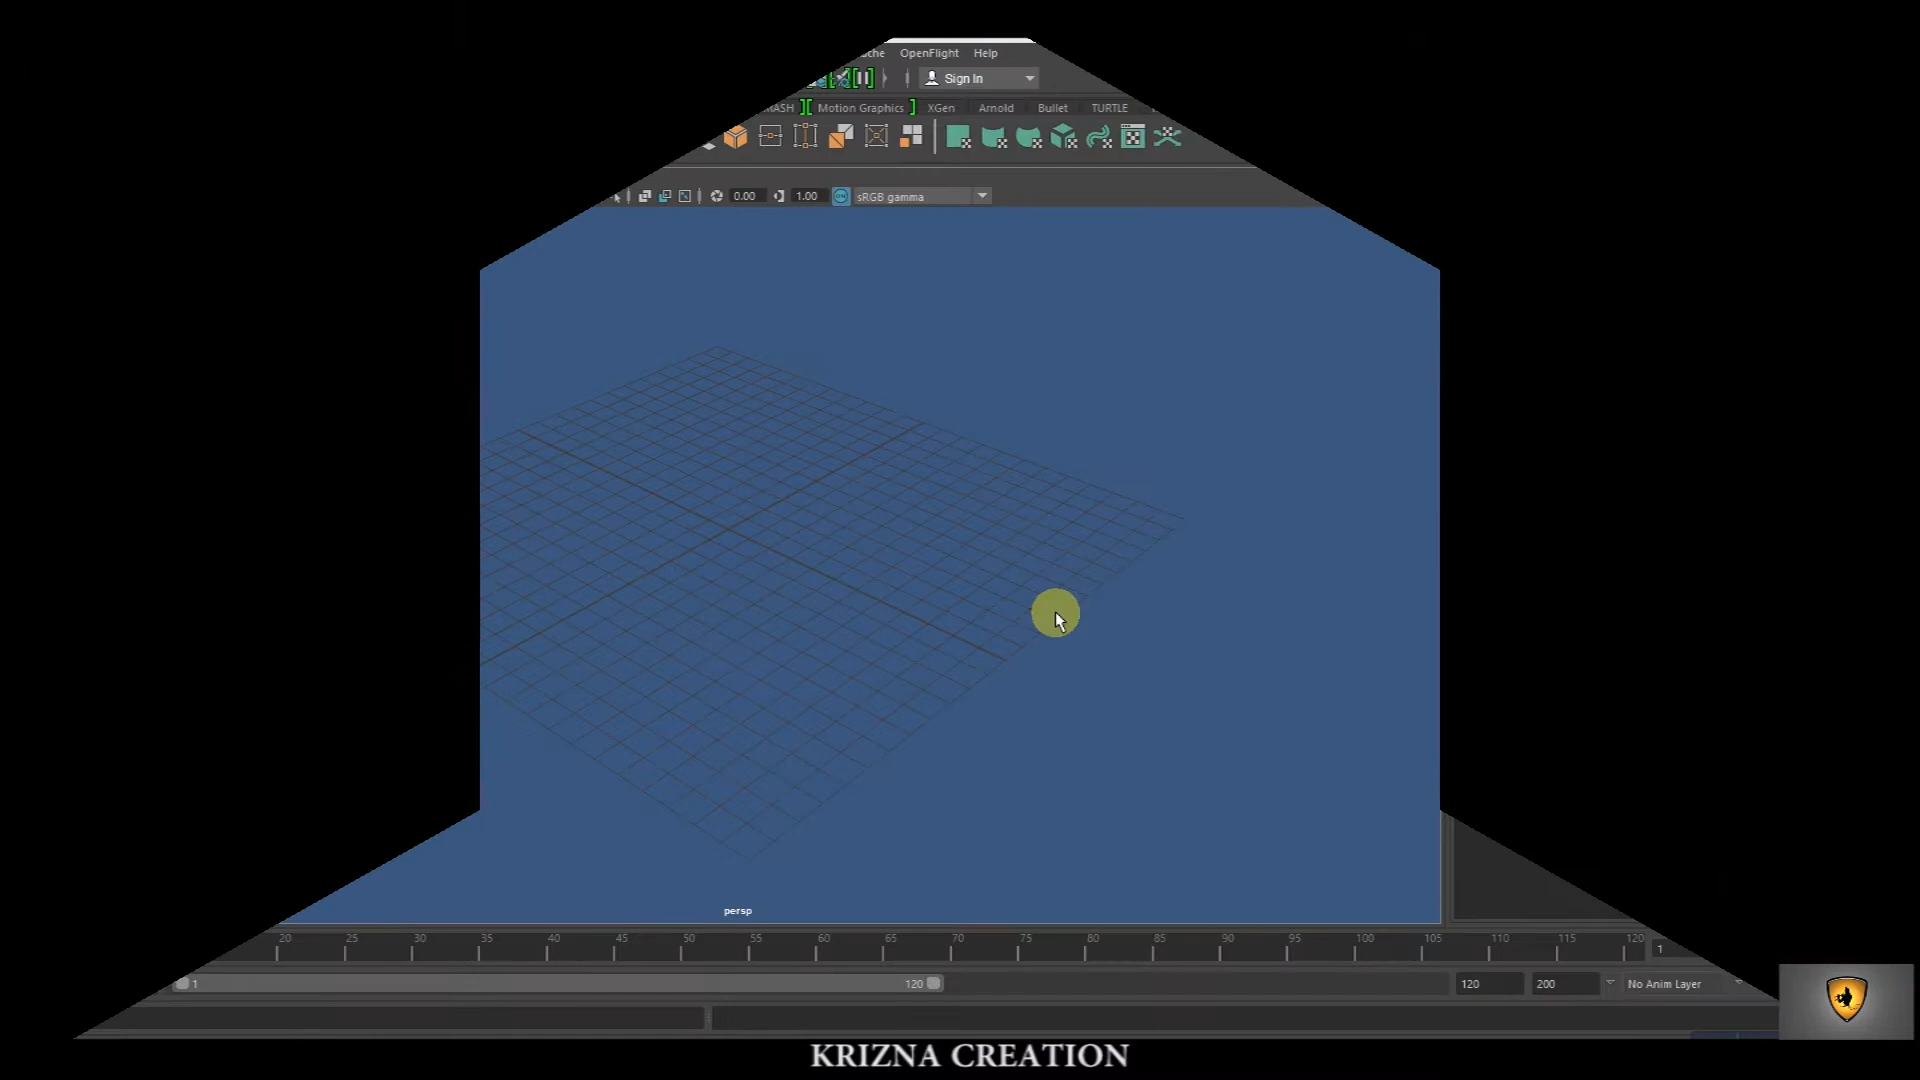 che OpenFlight Help
Sign In
MASH Motion Graphics XGen Arnold Bullet TURTLE
0.00 1.00 sRGB gamma
persp
20 25 30 35 40 45 50 55 60 65 70 75 80 85 90 95 100 105 110 115 120 1
1 120 120 200 No Anim Layer
KRIZNA CREATION